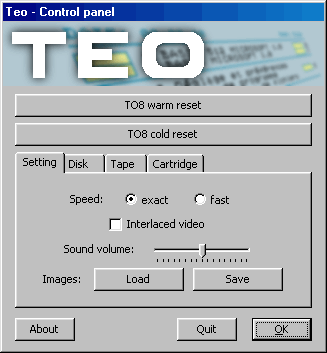 Teo - Control panel
TEO
TO8 warm reset
TO8 cold reset
Setting Disk Tape Cartridge
Speed: exact fast
Interlaced video
Sound volume:
Images: Load Save
About Quit OK